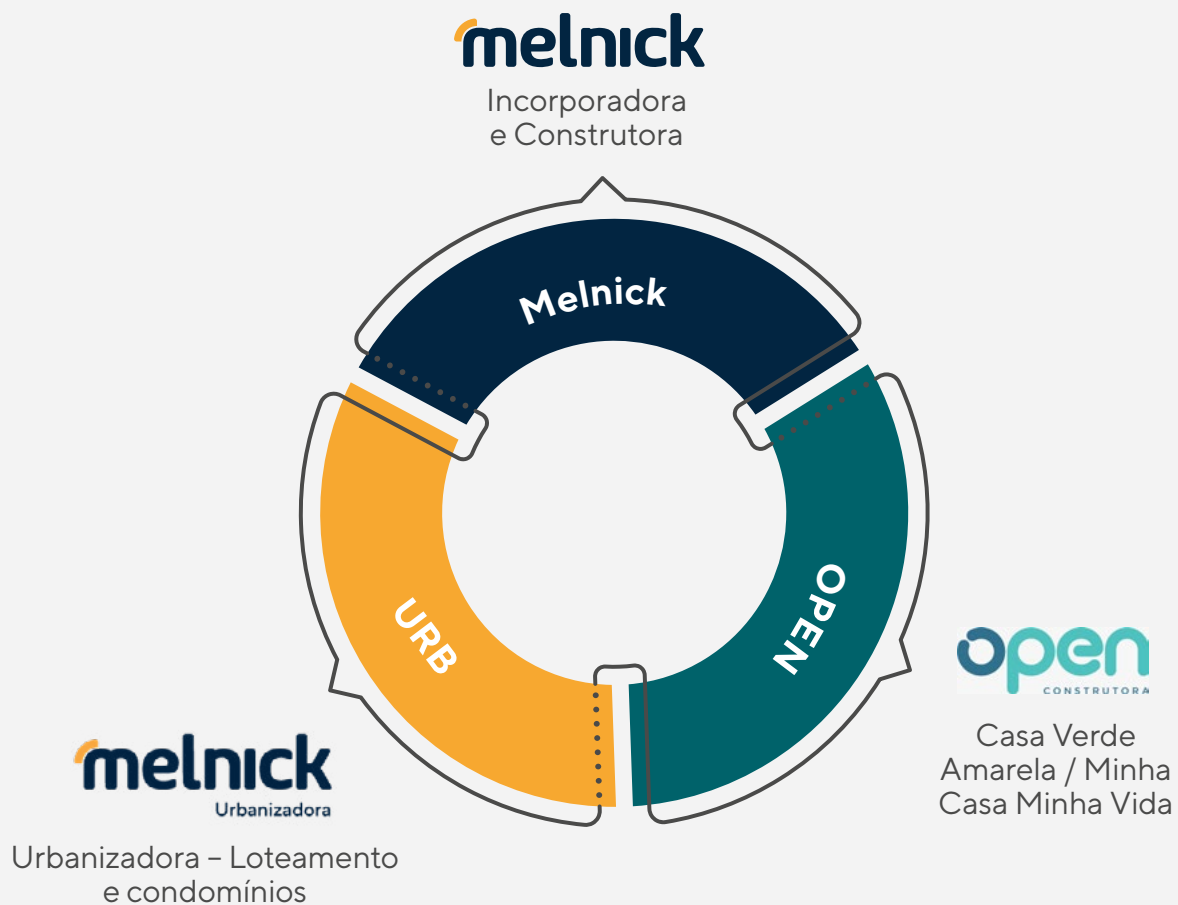 melnick
Incorporadora
e Construtora
Melnick
OPEN
URB
open
CONSTRUTORA
Casa Verde
Amarela / Minha
Casa Minha Vida
melnick
Urbanizadora
Urbanizadora – Loteamento
e condomínios